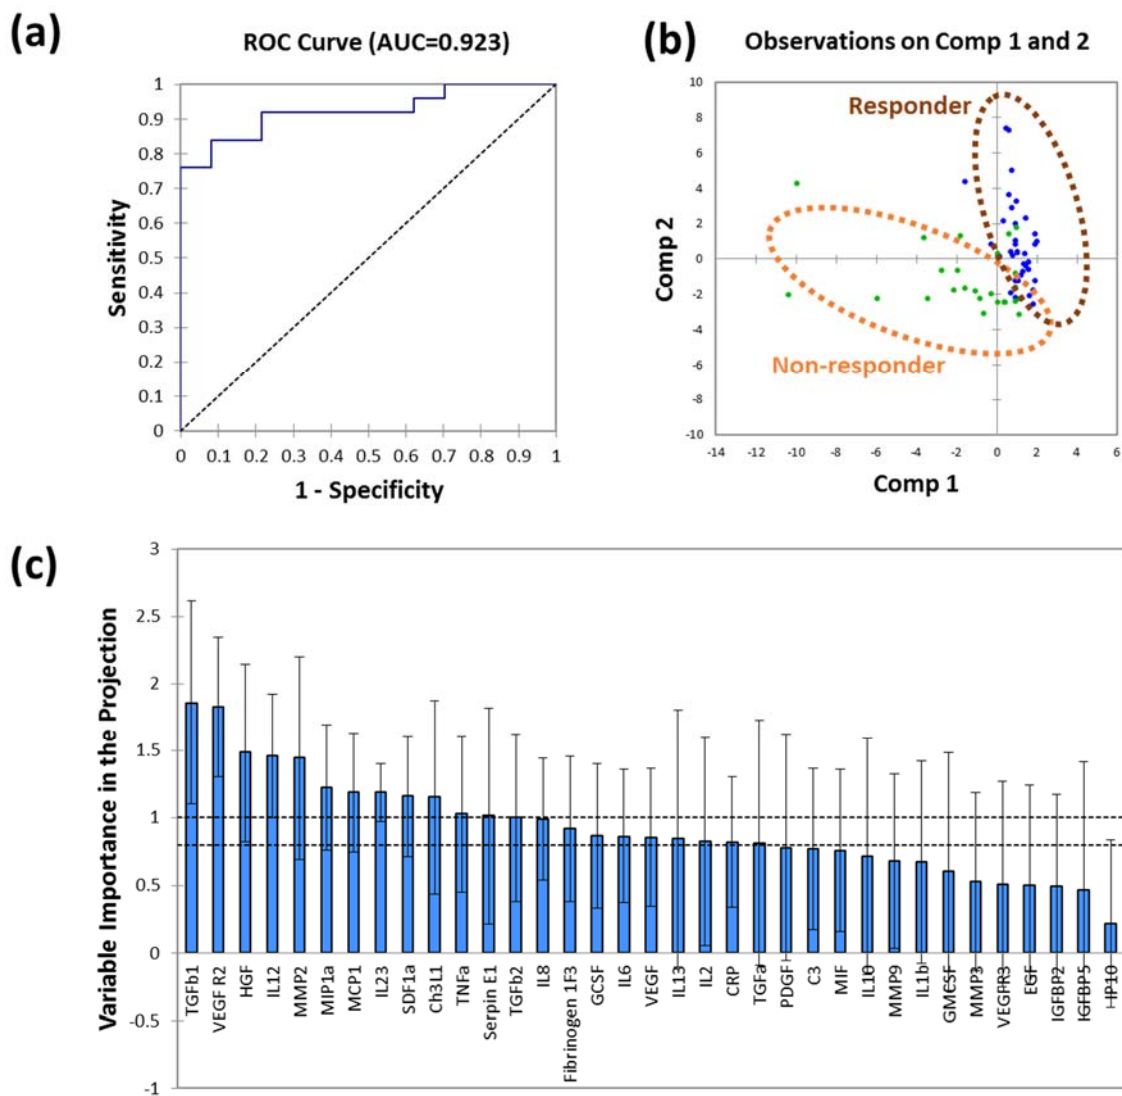 (a)
ROC Curve (AUC=0.923)
1
0.9
0.8
0.7
0.6
0.5
0.4
0.3
0.2
0.1
0
Sensitivity
0 0.1 0.2 0.3 0.4 0.5 0.6 0.7 0.8 0.9 1
1 - Specificity
(b)
Observations on Comp 1 and 2
Responder
Non-responder
10
8
6
4
2
0
-2
-4
-6
-8
-10
Comp 2
-14 -12 -10 -8 -6 -4 -2 0 2 4 6
Comp 1
(c)
Variable Importance in the Projection
3
2.5
2
1.5
1
0.5
0
-0.5
-1
TGFb1
VEGF R2
HGF
IL12
MMP2
MIP1a
MCP1
IL23
SDF1a
Ch3L1
TNFa
Serpin E1
TGFb2
IL8
Fibrinogen 1F3
GCSF
IL6
VEGF
IL13
IL2
CRP
TGFa
PDGF
C3
MIF
IL10
MMP9
IL1b
GMCSF
MMP3
VEGFR3
EGF
IGFBP2
IGFBP5
IP10